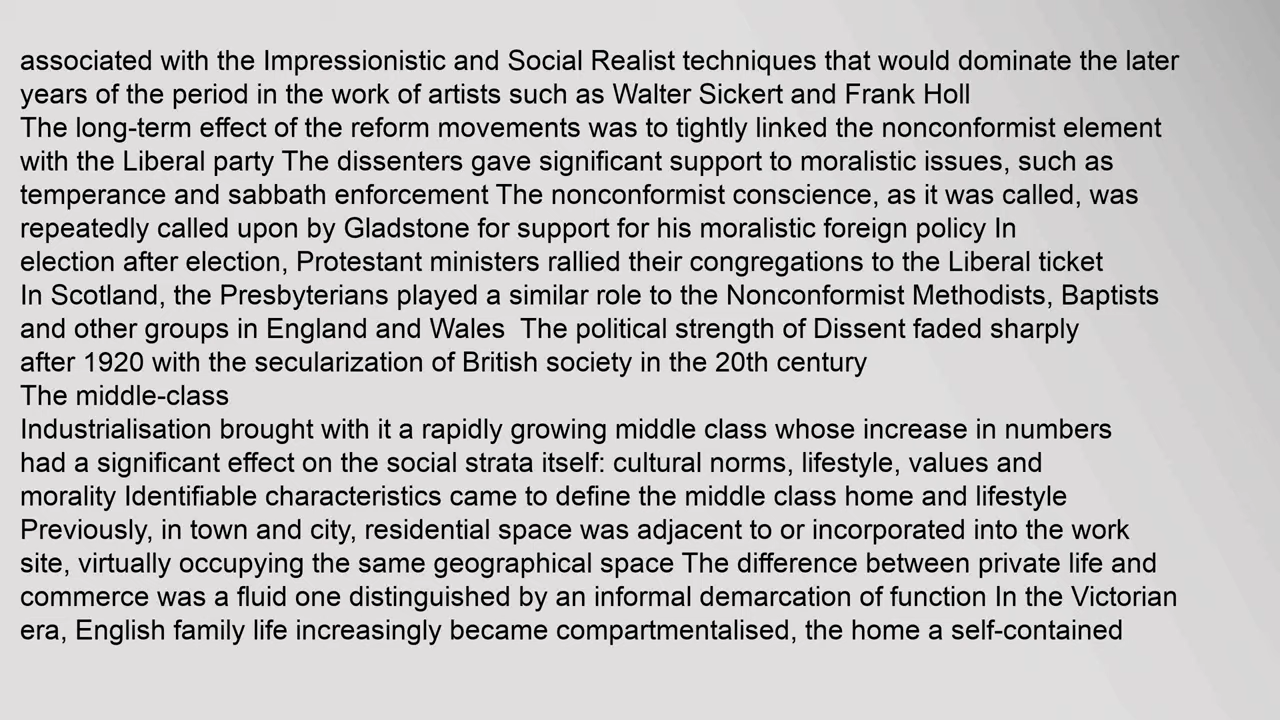 associated with the Impressionistic and Social Realist techniques that would dominate the later
years of the period in the work of artists such as Walter Sickert and Frank Holl
The long-term effect of the reform movements was to tightly linked the nonconformist element
with the Liberal party The dissenters gave significant support to moralistic issues, such as
temperance and sabbath enforcement The nonconformist conscience, as it was called, was
repeatedly called upon by Gladstone for support for his moralistic foreign policy In
election after election, Protestant ministers rallied their congregations to the Liberal ticket
In Scotland, the Presbyterians played a similar role to the Nonconformist Methodists, Baptists
and other groups in England and Wales  The political strength of Dissent faded sharply
after 1920 with the secularization of British society in the 20th century
The middle-class
Industrialisation brought with it a rapidly growing middle class whose increase in numbers
had a significant effect on the social strata itself: cultural norms, lifestyle, values and
morality Identifiable characteristics came to define the middle class home and lifestyle
Previously, in town and city, residential space was adjacent to or incorporated into the work
site, virtually occupying the same geographical space The difference between private life and
commerce was a fluid one distinguished by an informal demarcation of function In the Victorian
era, English family life increasingly became compartmentalised, the home a self-contained